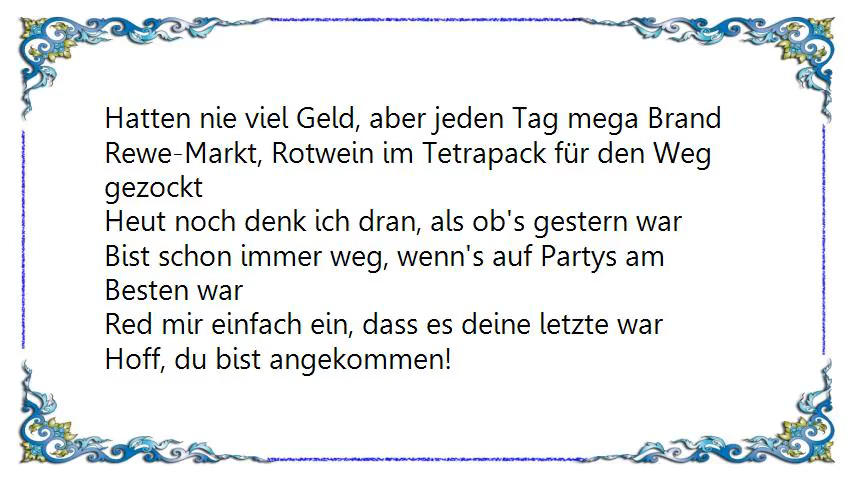 Hatten nie viel Geld, aber jeden Tag mega Brand
Rewe-Markt, Rotwein im Tetrapack für den Weg
gezockt
Heut noch denk ich dran, als ob's gestern war
Bist schon immer weg, wenn's auf Partys am
Besten war
Red mir einfach ein, dass es deine letzte war
Hoff, du bist angekommen!